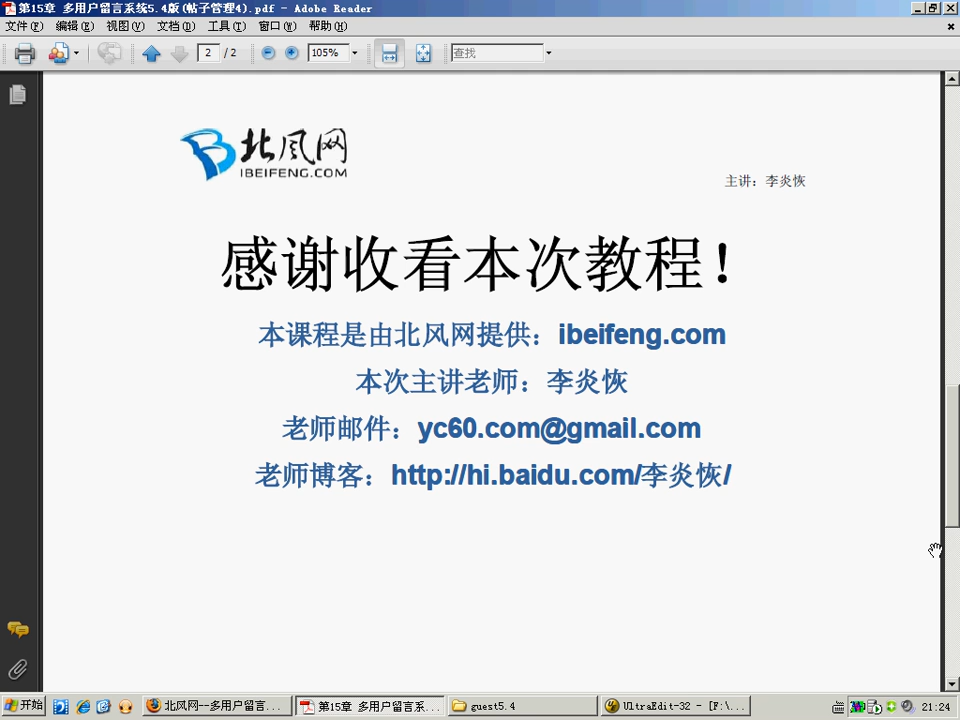 第15章 多用户留言系统5.4版(帖子管理4).pdf - Adobe Reader
文件(F) 编辑(E) 视图(V) 文档(D) 工具(T) 窗口(W) 帮助(H)
2 / 2 105% 查找
北风网
IBEIFENG.COM
主讲：李炎恢
感谢收看本次教程！
本课程是由北风网提供：ibeifeng.com
本次主讲老师：李炎恢
老师邮件：yc60.com@gmail.com
老师博客：http://hi.baidu.com/李炎恢/
开始 北风网--多用户留言... 第15章 多用户留言系... guest5.4 UltraEdit-32 - [F:\... 21:24